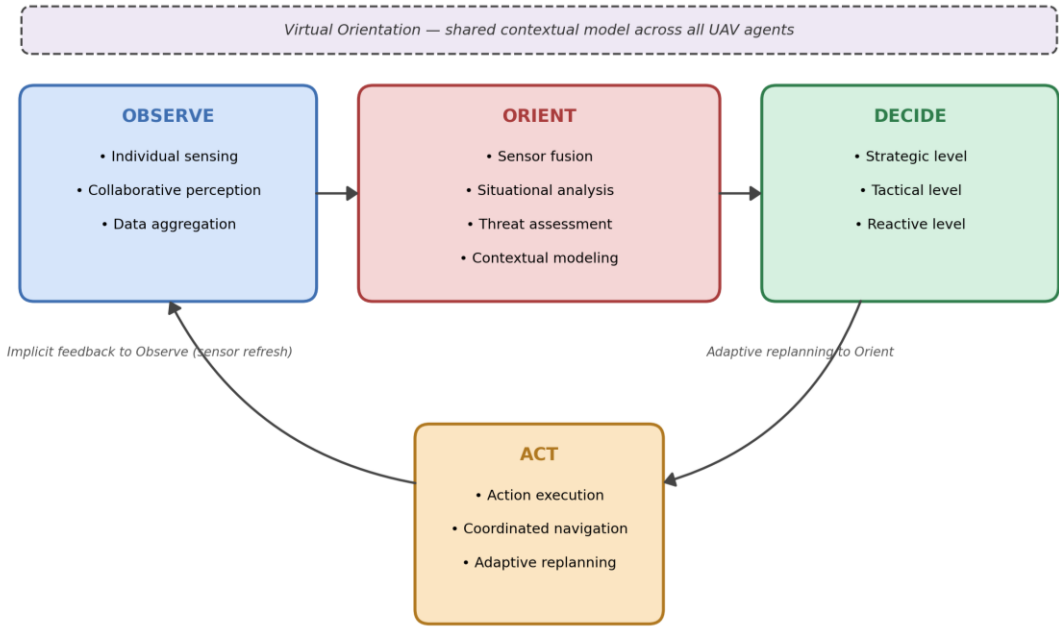 Virtual Orientation — shared contextual model across all UAV agents
OBSERVE
• Individual sensing
• Collaborative perception
• Data aggregation
ORIENT
• Sensor fusion
• Situational analysis
• Threat assessment
• Contextual modeling
DECIDE
• Strategic level
• Tactical level
• Reactive level
Implicit feedback to Observe (sensor refresh)
Adaptive replanning to Orient
ACT
• Action execution
• Coordinated navigation
• Adaptive replanning